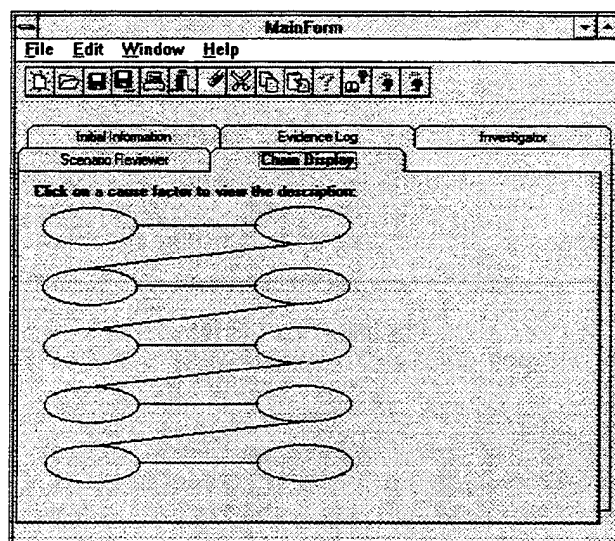 MainForm
File Edit Window Help
Initial Information Evidence Log Investigator
Scenario Reviewer Chain Display
Click on a cause factor to view the description: